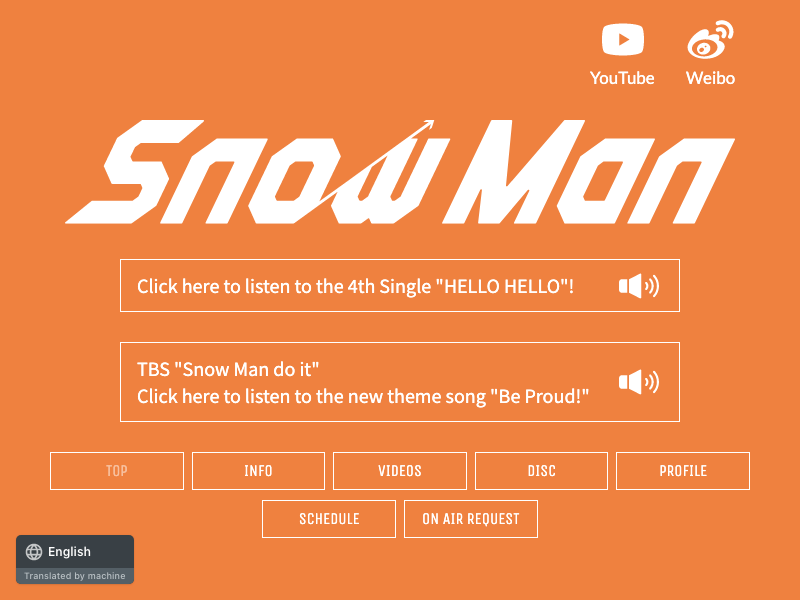 YouTube
Weibo
Snow Man
Click here to listen to the 4th Single "HELLO HELLO"!
TBS "Snow Man do it"
Click here to listen to the new theme song "Be Proud!"
TOP
INFO
VIDEOS
DISC
PROFILE
SCHEDULE
ON AIR REQUEST
English
Translated by machine